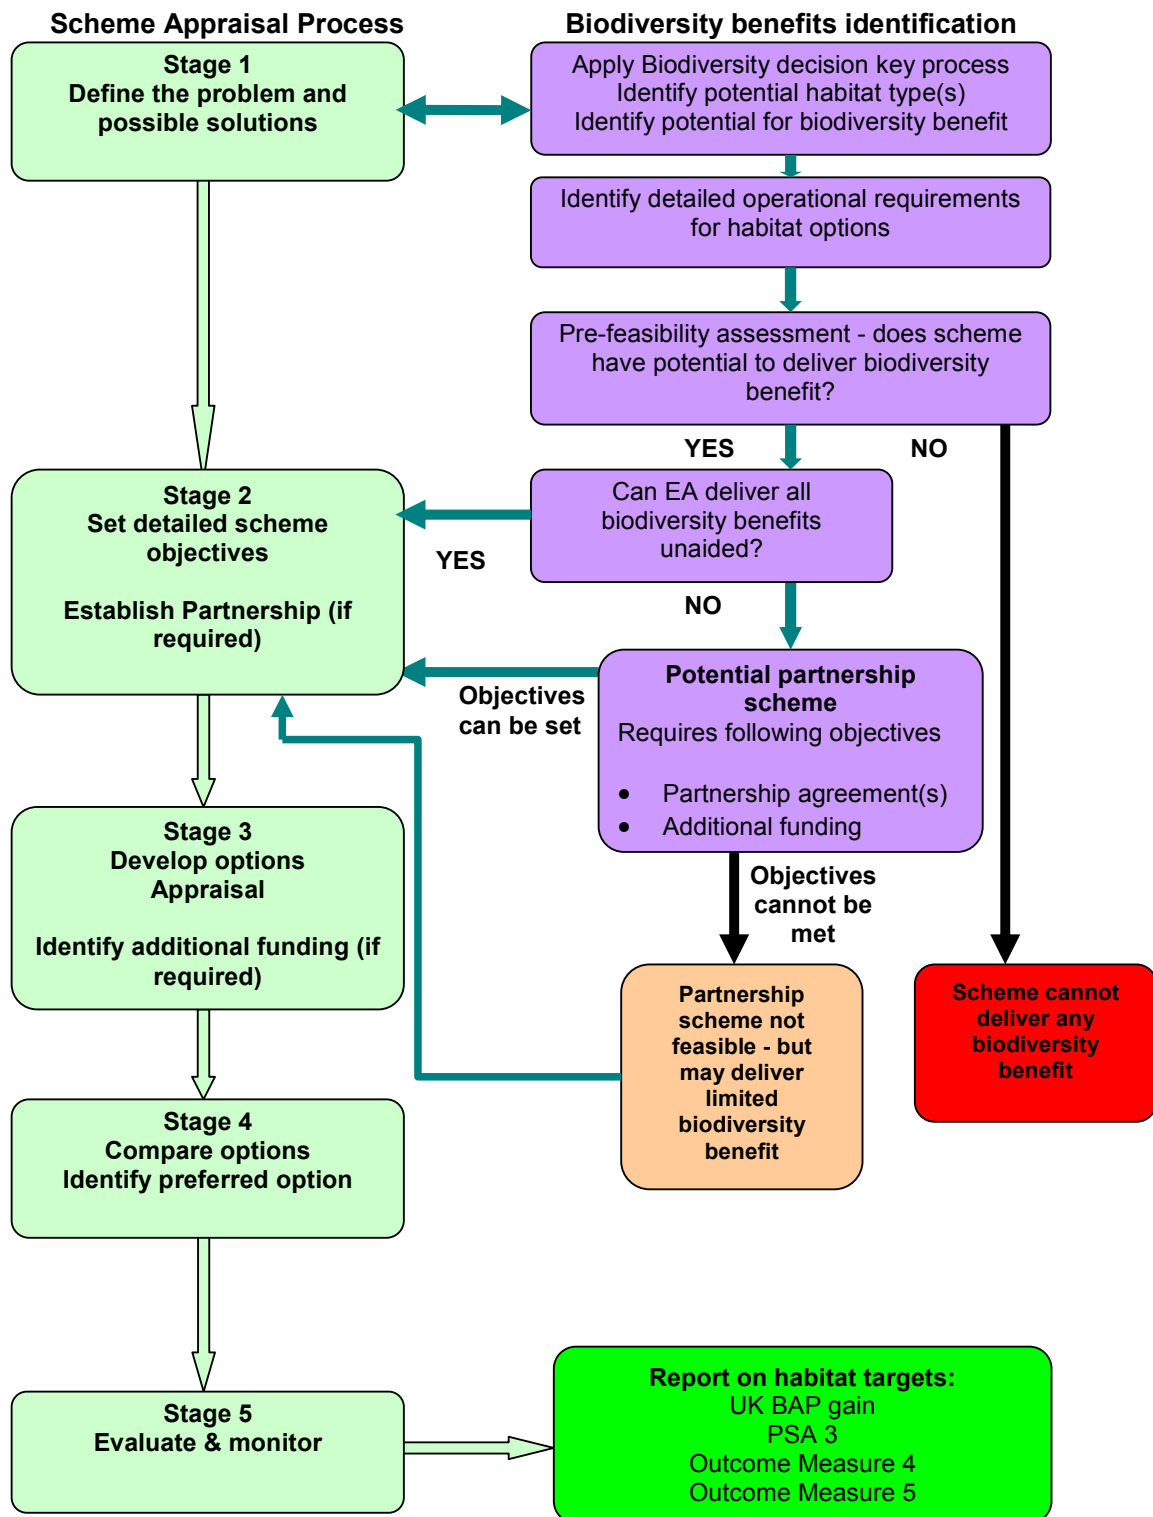 Scheme Appraisal Process
Biodiversity benefits identification
Stage 1
Define the problem and
possible solutions
Apply Biodiversity decision key process
Identify potential habitat type(s)
Identify potential for biodiversity benefit
Identify detailed operational requirements
for habitat options
Pre-feasibility assessment - does scheme
have potential to deliver biodiversity
benefit?
YES
NO
Stage 2
Set detailed scheme
objectives
Establish Partnership (if
required)
Can EA deliver all
biodiversity benefits
unaided?
YES
NO
Potential partnership
scheme
Requires following objectives
• Partnership agreement(s)
• Additional funding
Objectives
can be set
Stage 3
Develop options
Appraisal
Identify additional funding (if
required)
Objectives
cannot be
met
Partnership
scheme not
feasible - but
may deliver
limited
biodiversity
benefit
Scheme cannot
deliver any
biodiversity
benefit
Stage 4
Compare options
Identify preferred option
Stage 5
Evaluate & monitor
Report on habitat targets:
UK BAP gain
PSA 3
Outcome Measure 4
Outcome Measure 5